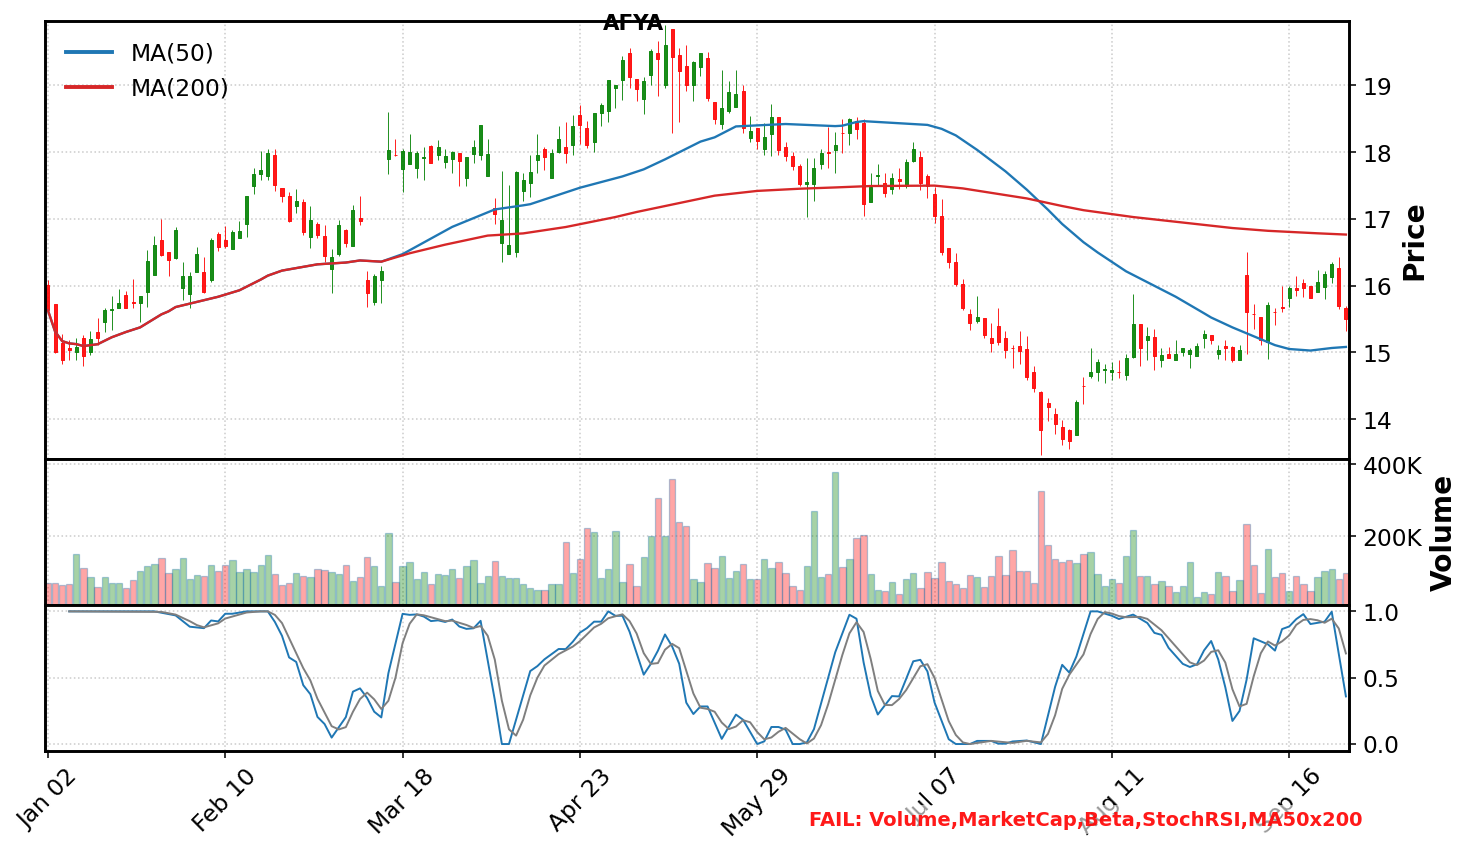 AFYA
MA(50)
MA(200)
19
18
17
16
15
14
Price
400K
200K
Volume
1.0
0.5
0.0
Jan 02
Feb 10
Mar 18
Apr 23
May 29
Jul 07
Aug 11
Sep 16
FAIL: Volume,MarketCap,Beta,StochRSI,MA50x200